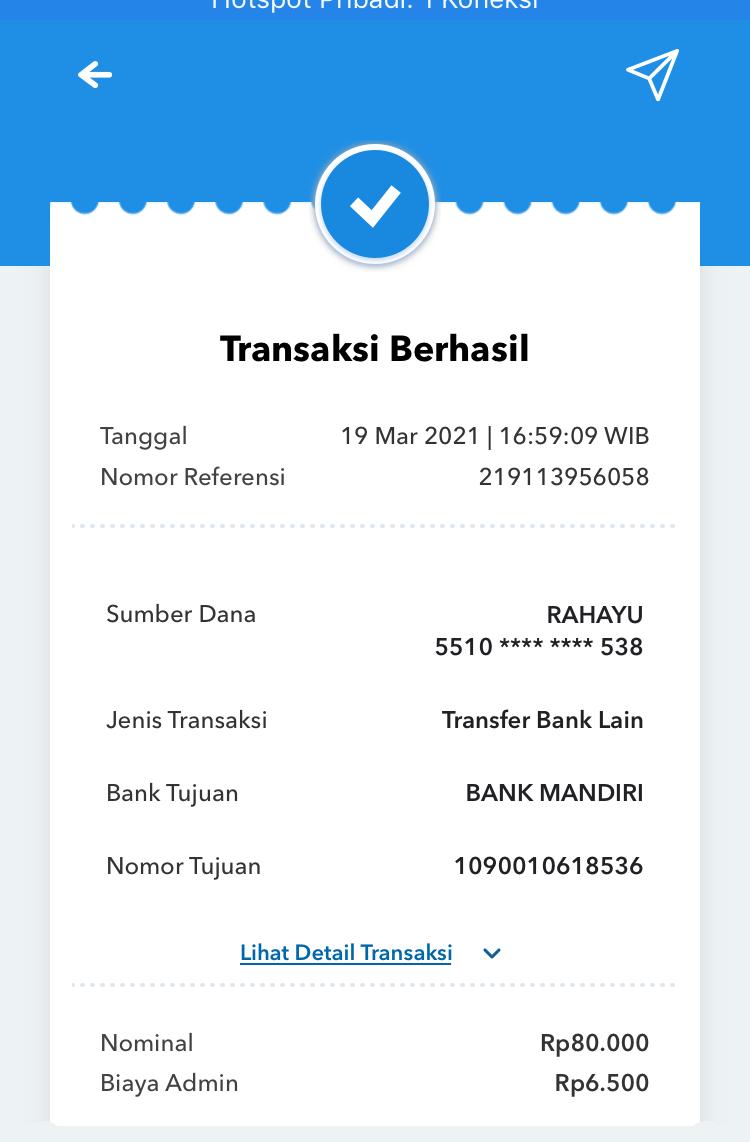 Hotspot Pribadi: 1 Koneksi
Transaksi Berhasil
Tanggal 19 Mar 2021 | 16:59:09 WIB
Nomor Referensi 219113956058
Sumber Dana RAHAYU
5510 **** **** 538
Jenis Transaksi Transfer Bank Lain
Bank Tujuan BANK MANDIRI
Nomor Tujuan 1090010618536
Lihat Detail Transaksi
Nominal Rp80.000
Biaya Admin Rp6.500